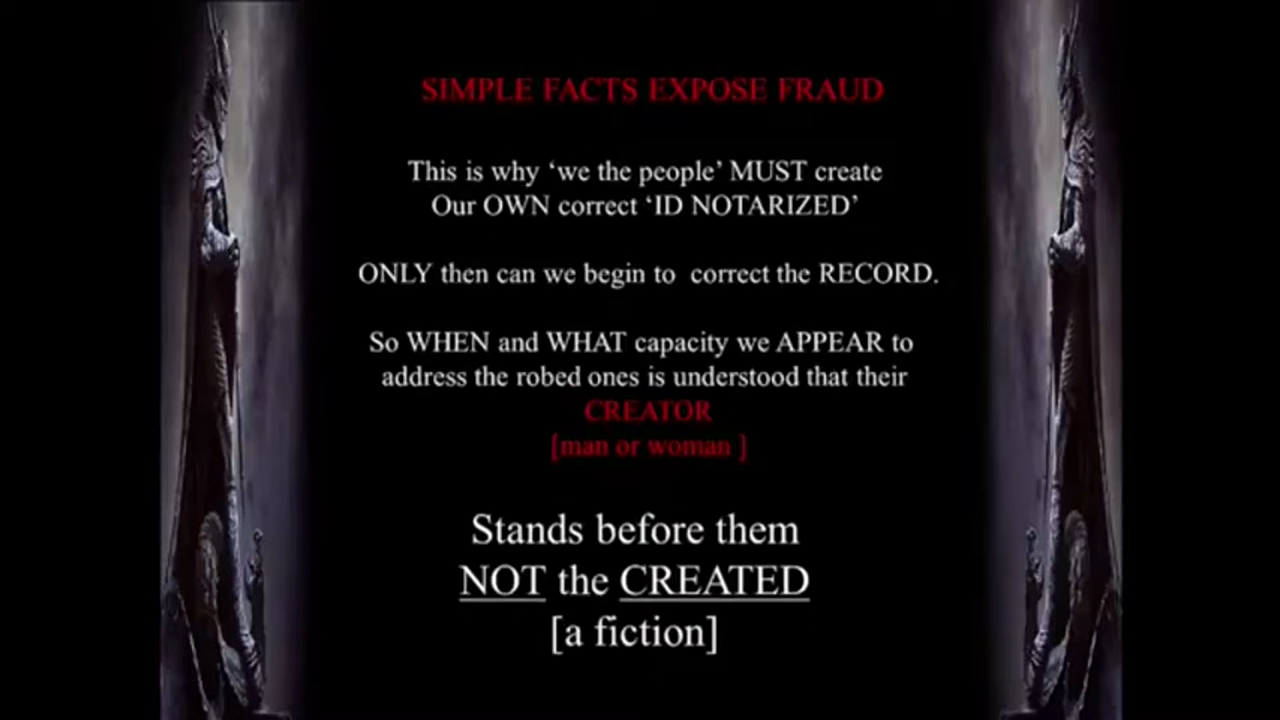 SIMPLE FACTS EXPOSE FRAUD
This is why ‘we the people’ MUST create
Our OWN correct ‘ID NOTARIZED’
ONLY then can we begin to  correct the RECORD.
So WHEN and WHAT capacity we APPEAR to
address the robed ones is understood that their
CREATOR
[man or woman ]
Stands before them
NOT the CREATED
[a fiction]